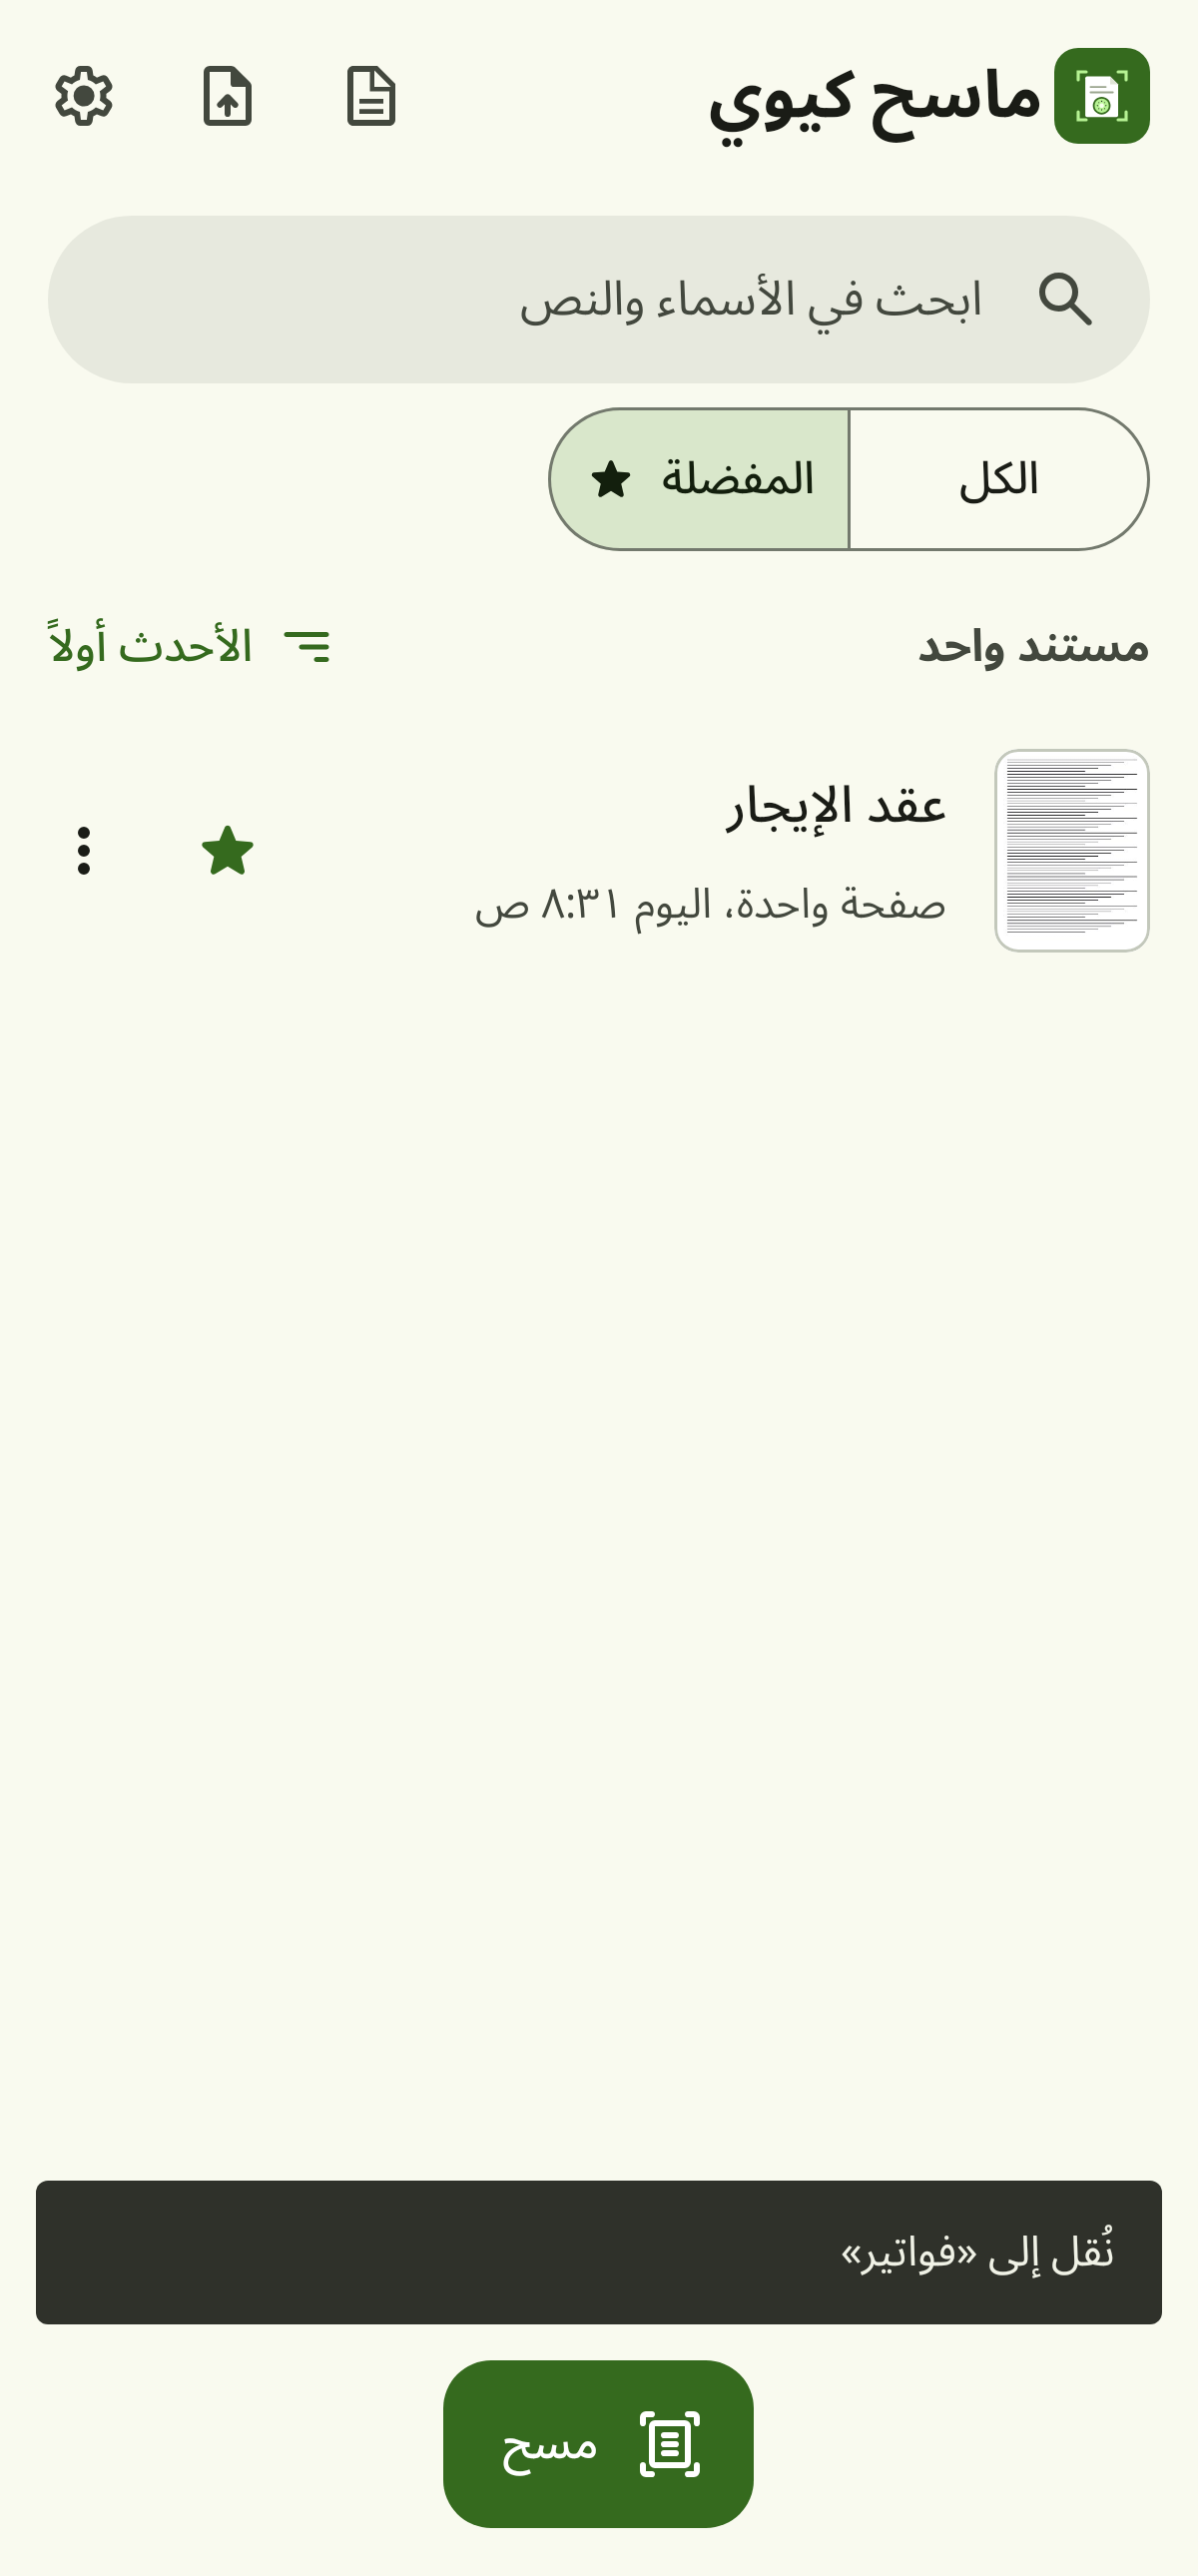 ماسح كيوي
ابحث في الأسماء والنص
الكل
المفضلة
مستند واحد
الأحدث أولاً
عقد الإيجار
صفحة واحدة، اليوم ٨:٣١ ص
نُقل إلى «فواتير»
مسح